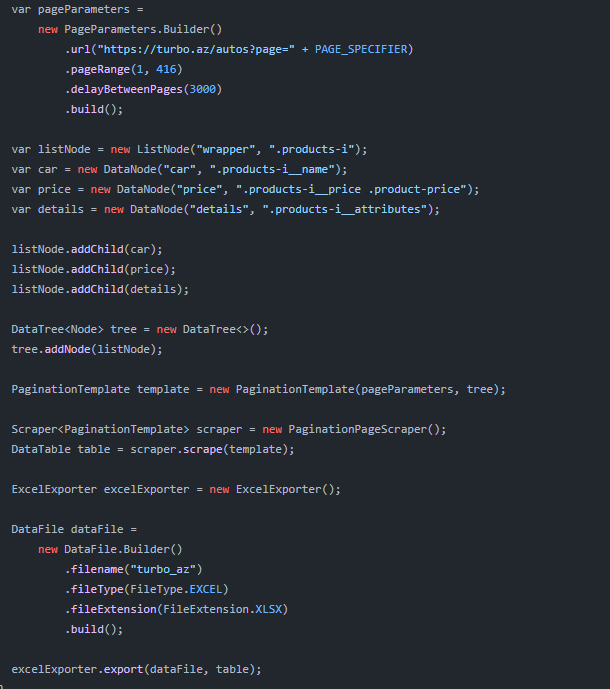 var pageParameters =
    new PageParameters.Builder()
        .url("https://turbo.az/autos?page=" + PAGE_SPECIFIER)
        .pageRange(1, 416)
        .delayBetweenPages(3000)
        .build();

var listNode = new ListNode("wrapper", ".products-i");
var car = new DataNode("car", ".products-i__name");
var price = new DataNode("price", ".products-i__price .product-price");
var details = new DataNode("details", ".products-i__attributes");

listNode.addChild(car);
listNode.addChild(price);
listNode.addChild(details);

DataTree<Node> tree = new DataTree<>();
tree.addNode(listNode);

PaginationTemplate template = new PaginationTemplate(pageParameters, tree);

Scraper<PaginationTemplate> scraper = new PaginationPageScraper();
DataTable table = scraper.scrape(template);

ExcelExporter excelExporter = new ExcelExporter();

DataFile dataFile =
    new DataFile.Builder()
        .filename("turbo_az")
        .fileType(FileType.EXCEL)
        .fileExtension(FileExtension.XLSX)
        .build();

excelExporter.export(dataFile, table);